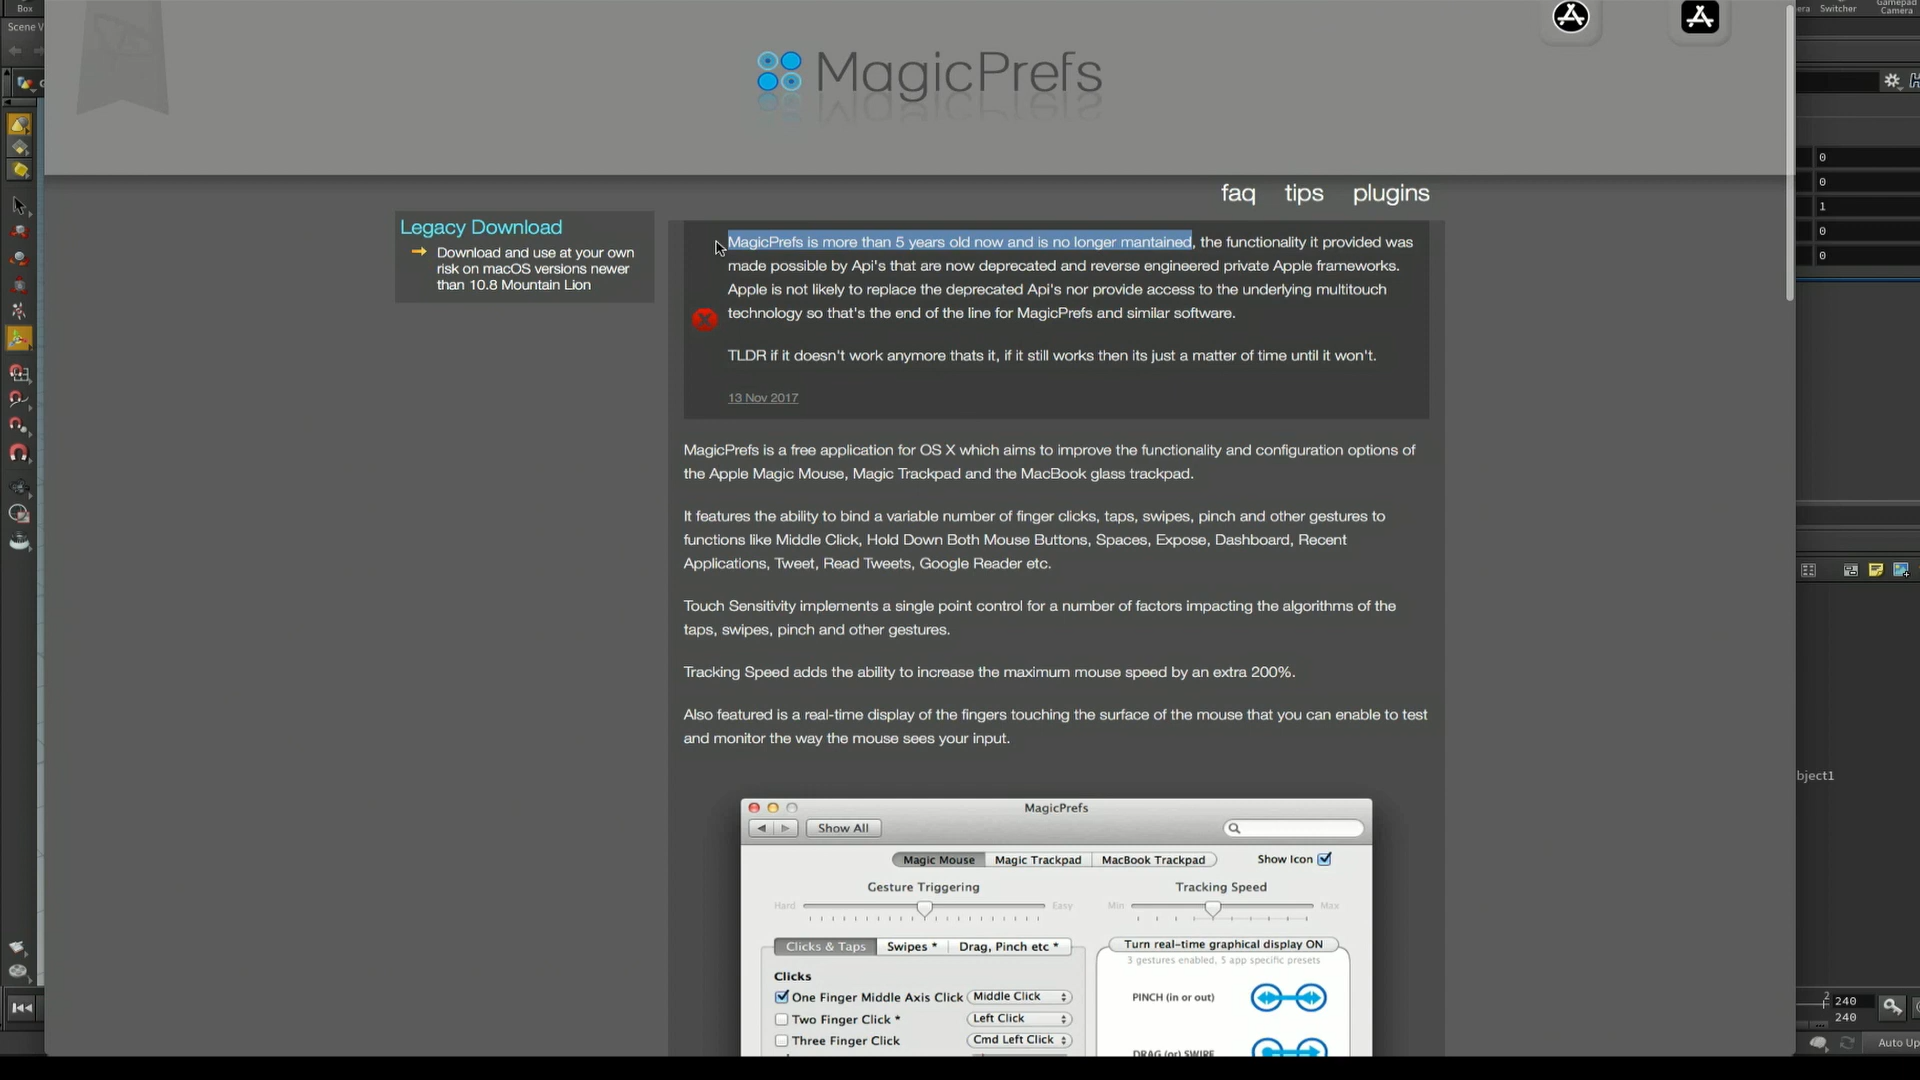 Box
Scene V
Switcher
Gamepad
Camera
MagicPrefs
faq tips plugins
Legacy Download
Download and use at your own
risk on macOS versions newer
than 10.8 Mountain Lion
MagicPrefs is more than 5 years old now and is no longer mantained, the functionality it provided was
made possible by Api's that are now deprecated and reverse engineered private Apple frameworks.
Apple is not likely to replace the deprecated Api's nor provide access to the underlying multitouch
technology so that's the end of the line for MagicPrefs and similar software.
TLDR if it doesn't work anymore thats it, if it still works then its just a matter of time until it won't.
13 Nov 2017
MagicPrefs is a free application for OS X which aims to improve the functionality and configuration options of
the Apple Magic Mouse, Magic Trackpad and the MacBook glass trackpad.
It features the ability to bind a variable number of finger clicks, taps, swipes, pinch and other gestures to
functions like Middle Click, Hold Down Both Mouse Buttons, Spaces, Expose, Dashboard, Recent
Applications, Tweet, Read Tweets, Google Reader etc.
Touch Sensitivity implements a single point control for a number of factors impacting the algorithms of the
taps, swipes, pinch and other gestures.
Tracking Speed adds the ability to increase the maximum mouse speed by an extra 200%.
Also featured is a real-time display of the fingers touching the surface of the mouse that you can enable to test
and monitor the way the mouse sees your input.
MagicPrefs
Show All
Magic Mouse Magic Trackpad MacBook Trackpad Show Icon
Gesture Triggering Tracking Speed
Hard Easy Min Max
Clicks & Taps Swipes * Drag, Pinch etc * Turn real-time graphical display ON
3 gestures enabled, 5 app specific presets
Clicks
One Finger Middle Axis Click Middle Click PINCH (in or out)
Two Finger Click * Left Click
Three Finger Click Cmd Left Click
DRAG (or) SWIPE
0
0
1
0
0
bject1
2
240
240
Auto Up